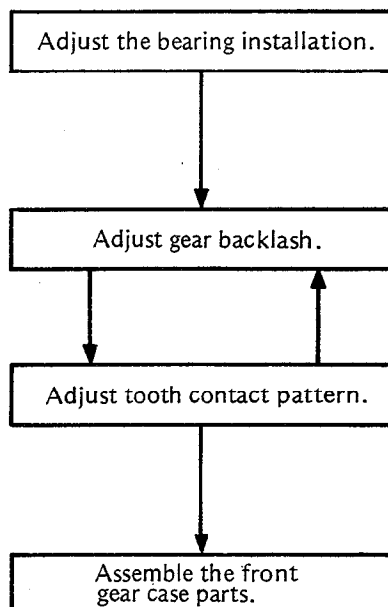 Adjust the bearing installation.
Adjust gear backlash.
Adjust tooth contact pattern.
Assemble the front
gear case parts.